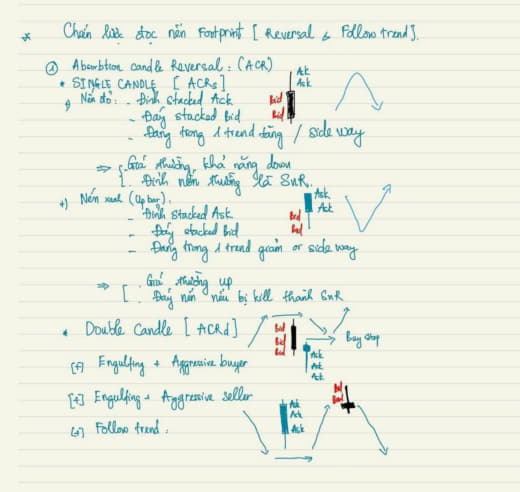 * Chiến lược đọc nến Footprint [ Reversal & Follow trend ].
① Absorbtion candle Reversal : (ACR)
* SINGLE CANDLE [ ACRs ]
+) Nến đỏ : - Đỉnh stacked Ack
- Đáy stacked Bid
- Đang trong 1 trend tăng / side way
Ask
Ask
Bid
Bid
⇒ Giá thường khả năng down
Đỉnh nến thường là SnR.
+) Nến xanh (Up bar).
- Đỉnh Stacked Ask.
- Đáy stacked Bid
- Đang trong 1 trend giảm or side way
Ask
Ask
Bid
Bid
⇒ [ . Giá thường up
. Đáy nến nếu bị kill thành SnR
* Double Candle [ ACRd ]
[+] Engulfing + Aggressive buyer
[+] Engulfing + Aggressive seller
[+] Follow trend .
Bid
Bid
Bid
Buy stop
Ack
Ack
Ack
Ask
Ask
Ask
Bid
Bid